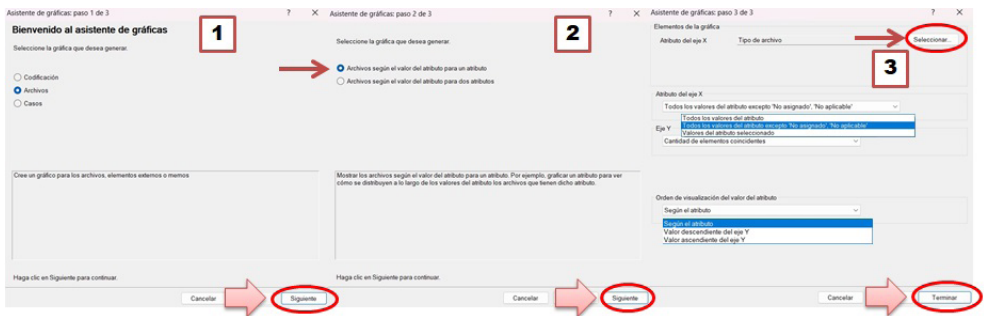 Asistente de gráficas: paso 1 de 3
? X
Bienvenido al asistente de gráficas
1
Seleccione la gráfica que desea generar.
Codificación
Archivos
Casos
Cree un gráfico para los archivos, elementos externos o memos
Haga clic en Siguiente para continuar.
Cancelar
Siguiente
Asistente de gráficas: paso 2 de 3
? X
2
Seleccione la gráfica que desea generar.
Archivos según el valor del atributo para un atributo
Archivos según el valor del atributo para dos atributos
Mostrar los archivos según el valor del atributo para un atributo. Por ejemplo, graficar un atributo para ver
cómo se distribuyen a lo largo de los valores del atributo los archivos que tienen dicho atributo.
Haga clic en Siguiente para continuar.
Cancelar
Siguiente
Asistente de gráficas: paso 3 de 3
? X
Elementos de la gráfica
Atributo del eje X
Tipo de archivo
Seleccionar...
3
Atributo del eje X
Todos los valores del atributo excepto 'No asignado', 'No aplicable'
Todos los valores del atributo
Todos los valores del atributo excepto 'No asignado', 'No aplicable'
Valores del atributo seleccionado
Eje Y
Cantidad de elementos coincidentes
Orden de visualización del valor del atributo
Según el atributo
Según el atributo
Valor descendiente del eje Y
Valor ascendiente del eje Y
Cancelar
Terminar